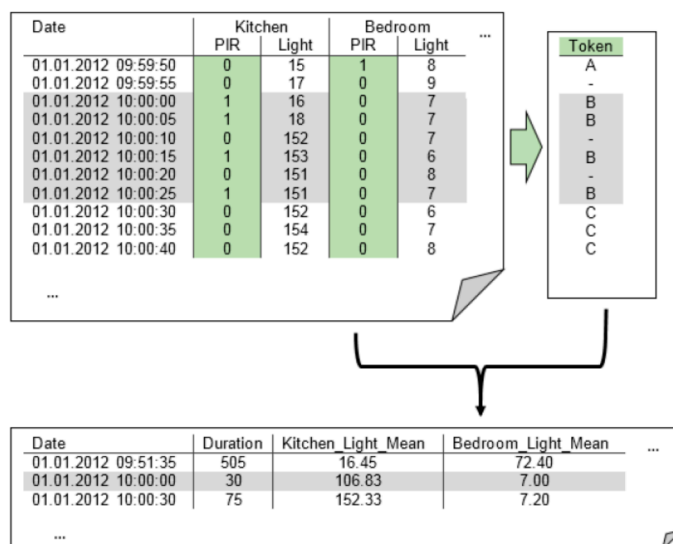 Date Kitchen Bedroom ...
PIR Light PIR Light
01.01.2012 09:59:50 0 15 1 8
01.01.2012 09:59:55 0 17 0 9
01.01.2012 10:00:00 1 16 0 7
01.01.2012 10:00:05 1 18 0 7
01.01.2012 10:00:10 0 152 0 7
01.01.2012 10:00:15 1 153 0 6
01.01.2012 10:00:20 0 151 0 8
01.01.2012 10:00:25 1 151 0 7
01.01.2012 10:00:30 0 152 0 6
01.01.2012 10:00:35 0 154 0 7
01.01.2012 10:00:40 0 152 0 8
...
Token
A
-
B
B
-
B
-
B
C
C
C
Date Duration Kitchen_Light_Mean Bedroom_Light_Mean ...
01.01.2012 09:51:35 505 16.45 72.40
01.01.2012 10:00:00 30 106.83 7.00
01.01.2012 10:00:30 75 152.33 7.20
...